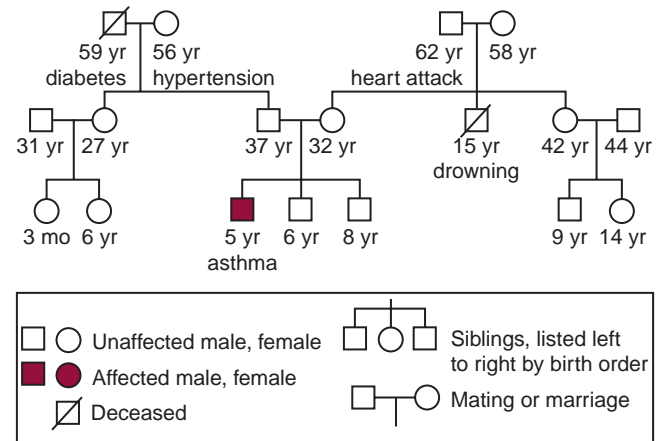 59 yr 56 yr 62 yr 58 yr
diabetes hypertension heart attack
31 yr 27 yr 37 yr 32 yr 15 yr 42 yr 44 yr
drowning
3 mo 6 yr 5 yr 6 yr 8 yr 9 yr 14 yr
asthma
Unaffected male, female
Affected male, female
Deceased
Siblings, listed left
to right by birth order
Mating or marriage